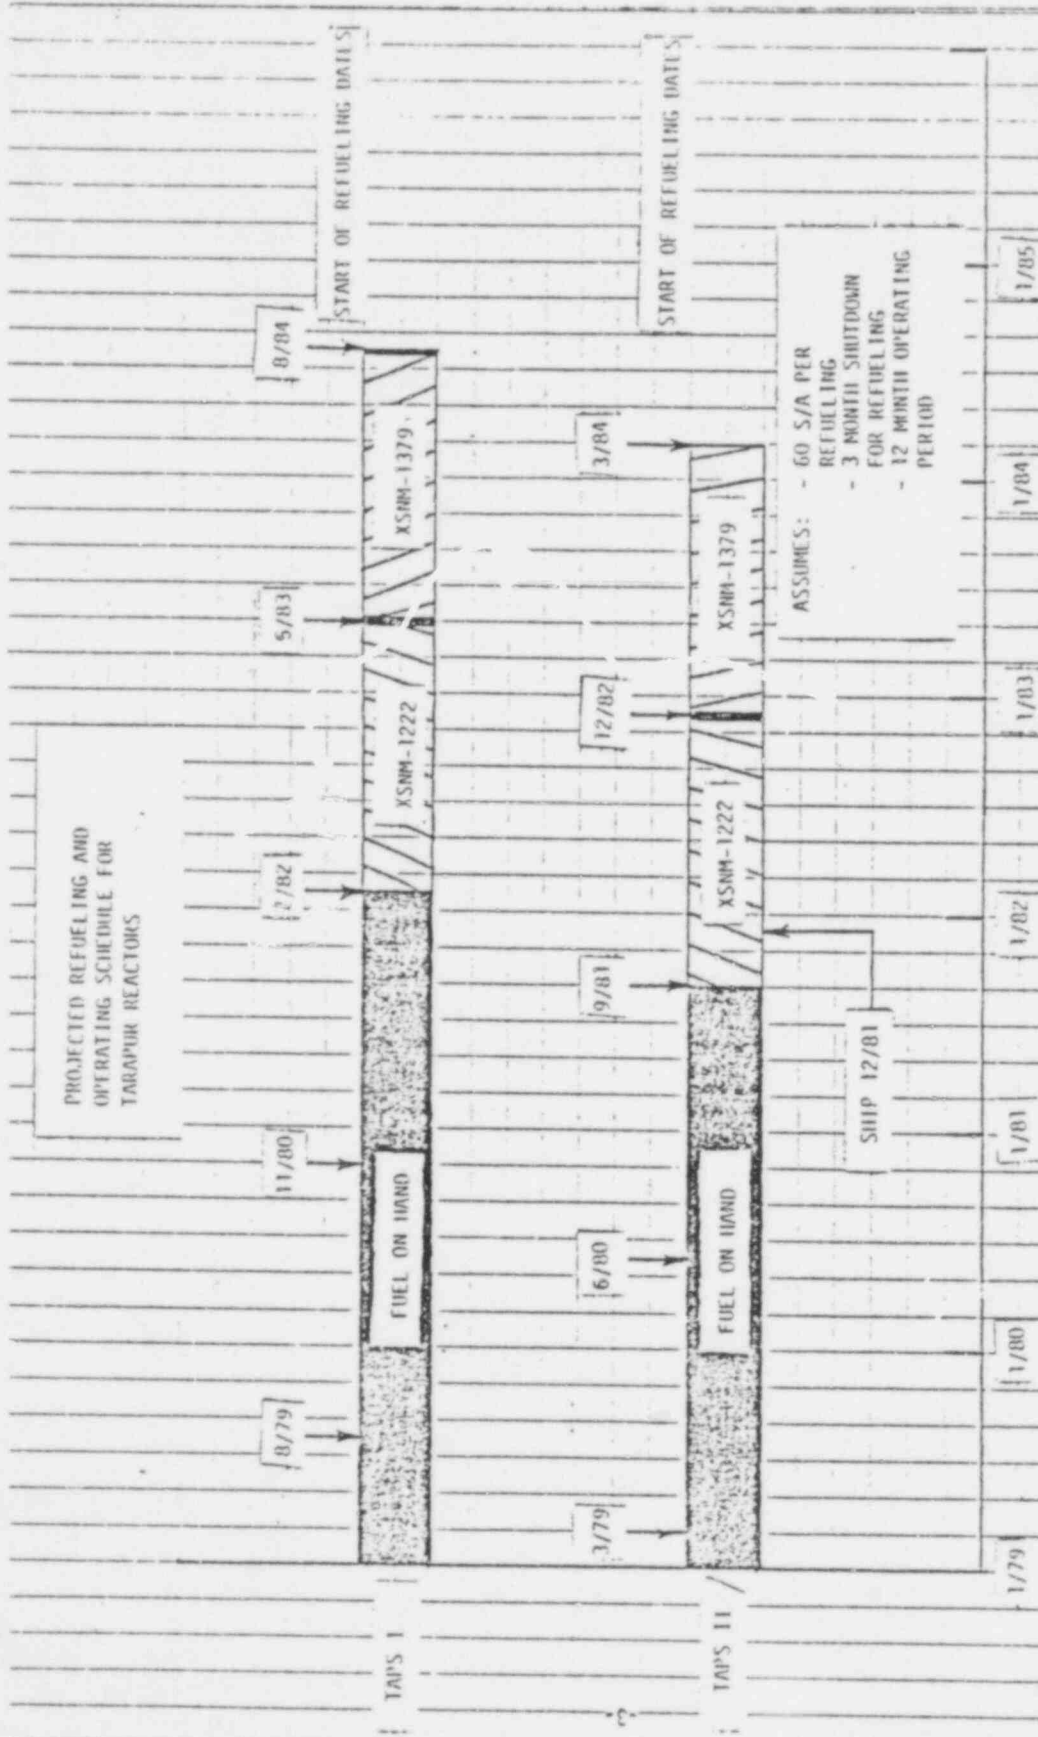 PROJECTED REFUELING AND
OPERATING SCHEDULE FOR
TARAPUR REACTORS
START OF REFUELING DATES
8/79
11/80
2/82
5/83
8/84
TAPS I
FUEL ON HAND
XSNM-1222
XSNM-1379
START OF REFUELING DATES
3/79
6/80
9/81
12/82
3/84
TAPS II
FUEL ON HAND
XSNM-1222
XSNM-1379
SHIP 12/81
ASSUMES:
- 60 S/A PER
REFUELING
- 3 MONTH SHUTDOWN
FOR REFUELING
- 12 MONTH OPERATING
PERIOD
1/79
1/80
1/81
1/82
1/83
1/84
1/85
-3-